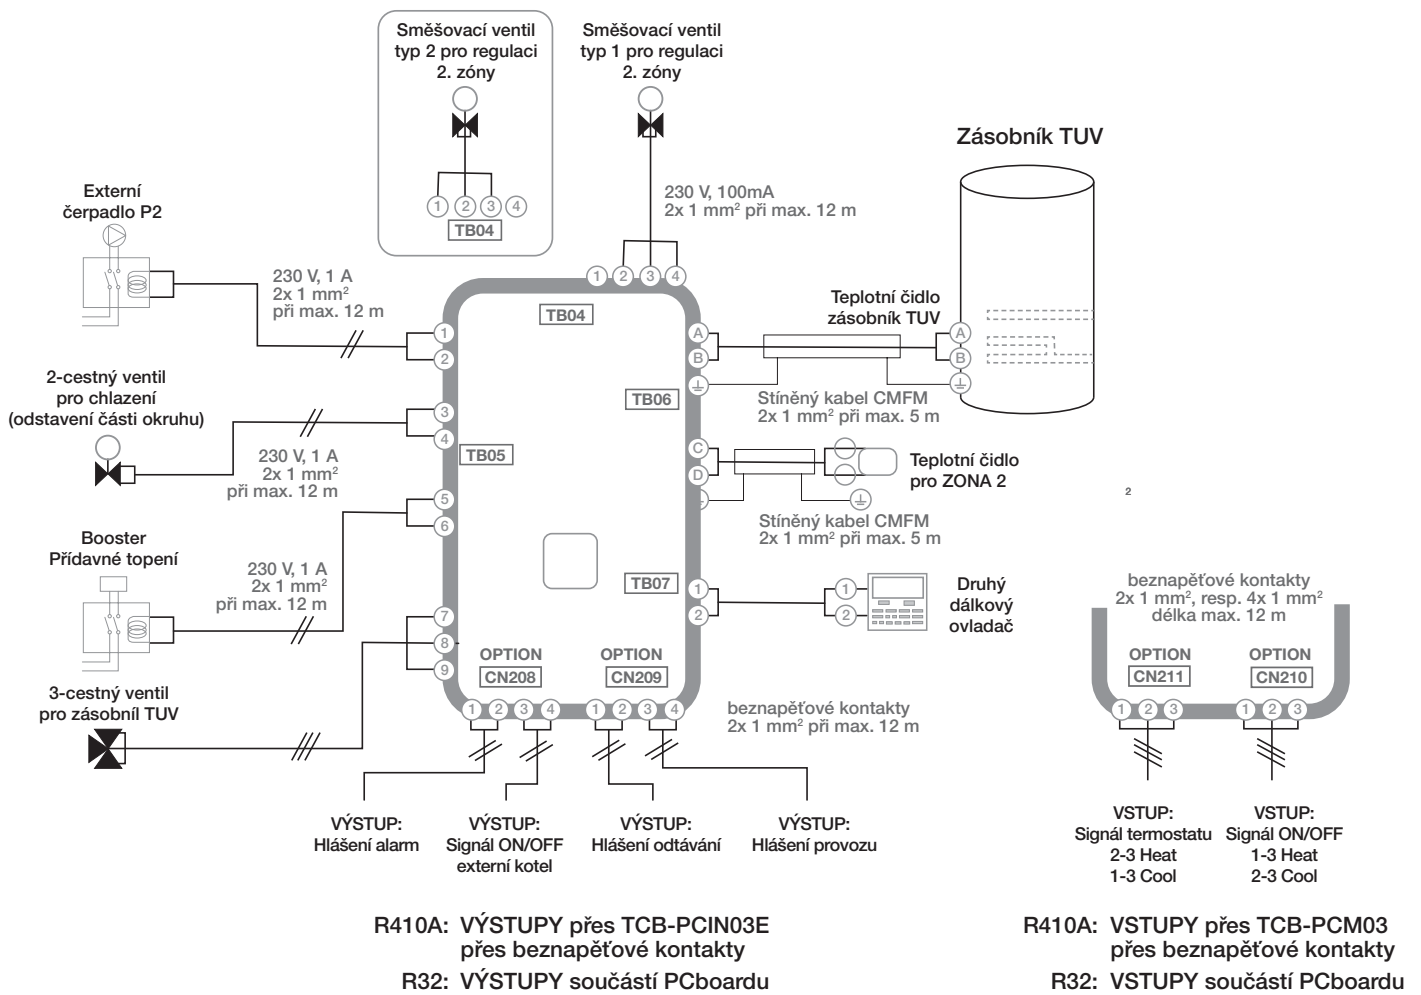 Směšovací ventil
typ 2 pro regulaci
2. zóny
1 2 3 4
TB04
Směšovací ventil
typ 1 pro regulaci
2. zóny
230 V, 100mA
2x 1 mm² při max. 12 m
1 2 3 4
TB04
Zásobník TUV
Externí
čerpadlo P2
230 V, 1 A
2x 1 mm²
při max. 12 m
1
2
2-cestný ventil
pro chlazení
(odstavení části okruhu)
230 V, 1 A
2x 1 mm²
při max. 12 m
3
4
TB05
Booster
Přídavné topení
230 V, 1 A
2x 1 mm²
při max. 12 m
5
6
3-cestný ventil
pro zásobníl TUV
7
8
9
Teplotní čidlo
zásobník TUV
A
B
A
B
TB06
Stíněný kabel CMFM
2x 1 mm² při max. 5 m
C
D
Teplotní čidlo
pro ZONA 2
Stíněný kabel CMFM
2x 1 mm² při max. 5 m
2
TB07
1
2
1
2
Druhý
dálkový
ovladač
OPTION
CN208
1 2 3 4
OPTION
CN209
1 2 3 4
beznapěťové kontakty
2x 1 mm² při max. 12 m
VÝSTUP:
Hlášení alarm
VÝSTUP:
Signál ON/OFF
externí kotel
VÝSTUP:
Hlášení odtávání
VÝSTUP:
Hlášení provozu
R410A: VÝSTUPY přes TCB-PCIN03E
přes beznapěťové kontakty
R32: VÝSTUPY součástí PCboardu
beznapěťové kontakty
2x 1 mm², resp. 4x 1 mm²
délka max. 12 m
OPTION
CN211
1 2 3
OPTION
CN210
1 2 3
VSTUP:
Signál termostatu
2-3 Heat
1-3 Cool
VSTUP:
Signál ON/OFF
1-3 Heat
2-3 Cool
R410A: VSTUPY přes TCB-PCM03
přes beznapěťové kontakty
R32: VSTUPY součástí PCboardu